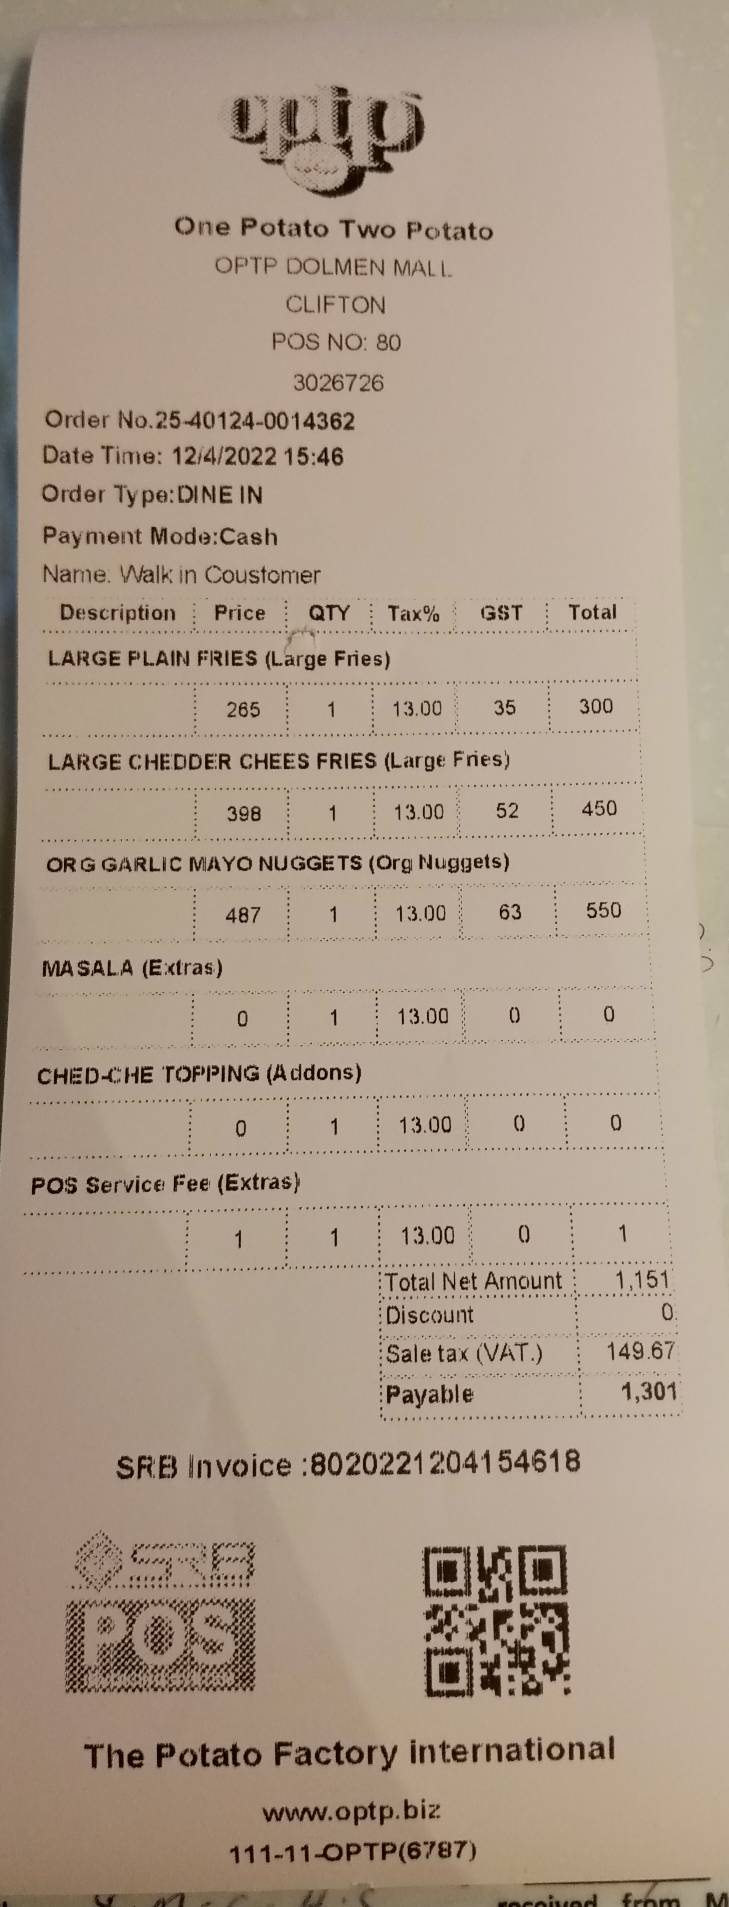 optp
One Potato Two Potato
OPTP DOLMEN MALL
CLIFTON
POS NO: 80
3026726
Order No.25-40124-0014362
Date Time: 12/4/2022 15:46
Order Type:DINE IN
Payment Mode:Cash
Name: Walk in Coustomer
Description Price QTY Tax% GST Total
LARGE PLAIN FRIES (Large Fries)
265 1 13.00 35 300
LARGE CHEDDER CHEES FRIES (Large Fries)
398 1 13.00 52 450
ORG GARLIC MAYO NUGGETS (Org Nuggets)
487 1 13.00 63 550
MASALA (Extras)
0 1 13.00 0 0
CHED-CHE TOPPING (Addons)
0 1 13.00 0 0
POS Service Fee (Extras)
1 1 13.00 0 1
Total Net Amount 1,151
Discount 0
Sale tax (VAT.) 149.67
Payable 1,301
SRB Invoice :8020221204154618
SRB
POS
The Potato Factory international
www.optp.biz
111-11-OPTP(6787)
received from M